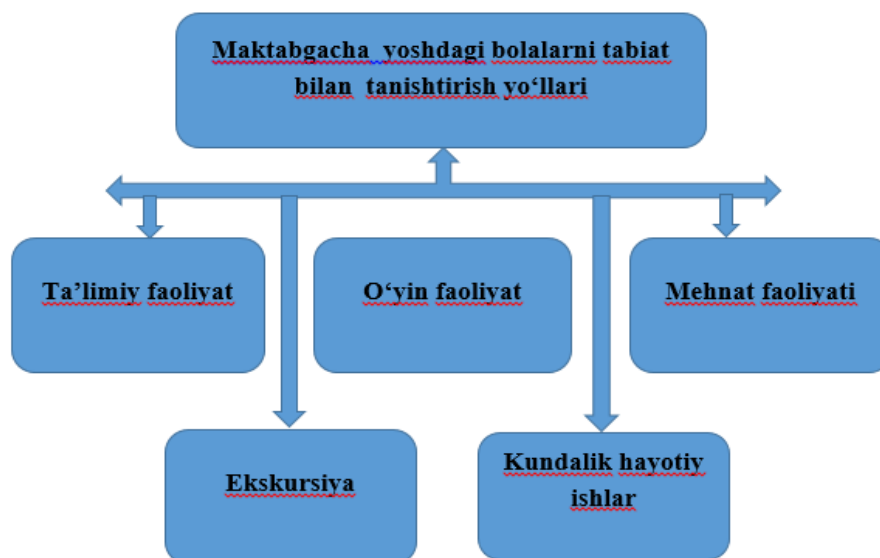 Maktabgacha yoshdagi bolalarni tabiat
bilan tanishtirish yo‘llari
Ta’limiy faoliyat
O‘yin faoliyat
Mehnat faoliyati
Ekskursiya
Kundalik hayotiy
ishlar